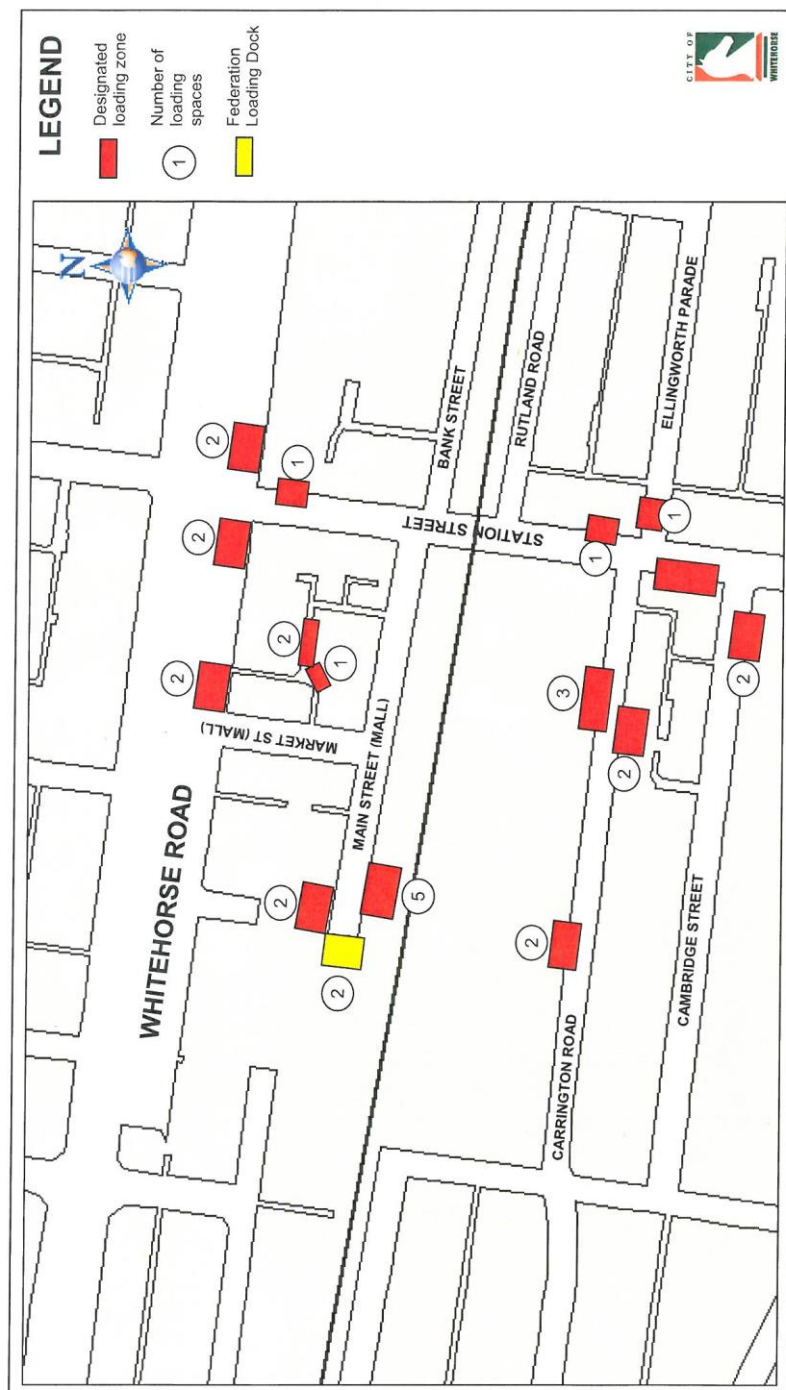 LEGEND
Designated
loading zone
1
Number of
loading
spaces
Federation
Loading Dock
N
WHITEHORSE ROAD
2
2
2
1
2
1
MARKET ST (MALL)
MAIN STREET (MALL)
STATION STREET
BANK STREET
RUTLAND ROAD
ELLINGWORTH PARADE
2
2
5
1
1
3
2
2
2
CARRINGTON ROAD
CAMBRIDGE STREET
CITY OF
WHITEHORSE